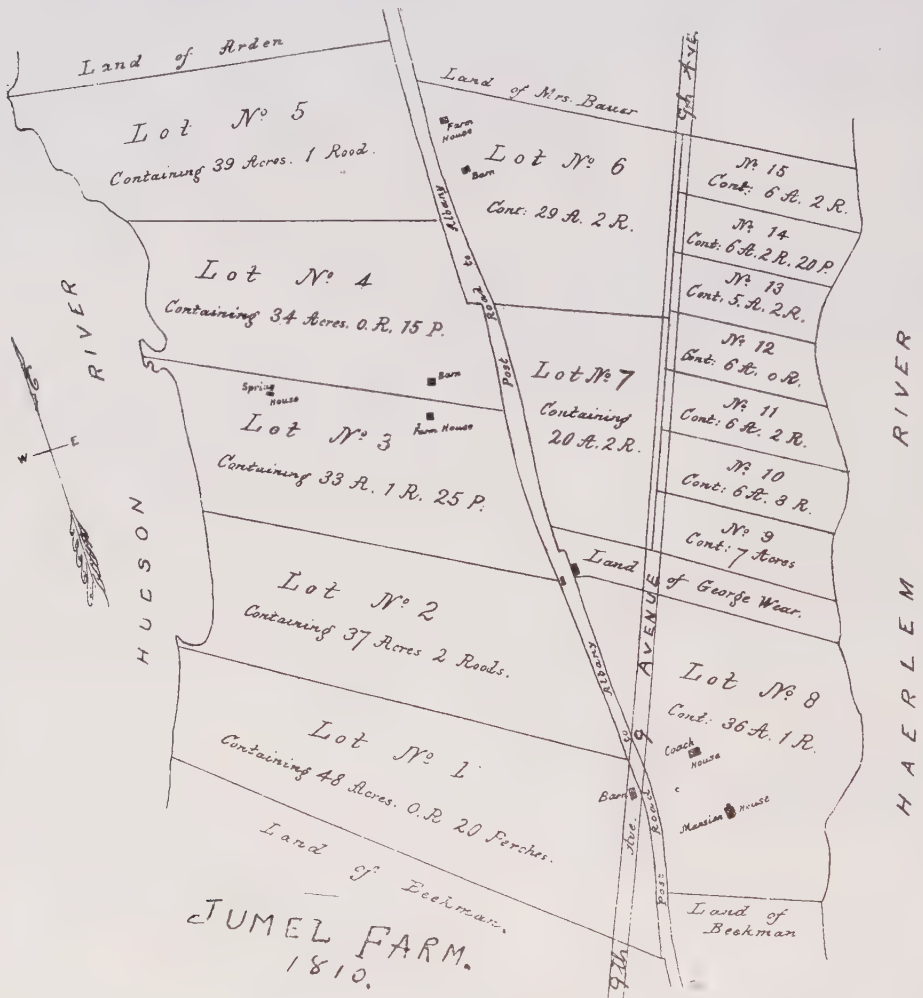 Land of Arden
Lot Nº 5
Containing 39 Acres. 1 Rood.
Land of Mrs. Bauer
9th Ave.
Farm
House
Barn
Lot Nº 6
Cont: 29 A. 2 R.
Nº 15
Cont: 6 A. 2 R.
Nº 14
Cont: 6 A. 2 R. 20 P.
Nº 13
Cont: 5. A. 2 R.
Nº 12
Cont: 6 A. 0 R.
Nº 11
Cont: 6 A. 2 R.
Nº 10
Cont: 6 A. 3 R.
Nº 9
Cont: 7 Acres
Lot Nº 4
Containing 34 Acres. 0. R. 15 P.
Post Road to Albany
Lot Nº 7
Containing
20 A. 2 R.
Spring
House
Barn
Farm House
Lot Nº 3
Containing 33 A. 1 R. 25 P.
W E
HUCSON RIVER
Land of George Wear.
Lot Nº 2
Containing 37 Acres 2 Roods.
Lot Nº 8
Cont: 36 A. 1 R.
Coach
House
Mansion House
HAERLEM RIVER
Lot Nº 1
Containing 48 Acres. 0. R. 20 Perches.
Barn
9th Ave.
9 AVENUE
Post Road to Albany
Land of Beekman.
Land of
Beekman
JUMEL FARM.
1810.